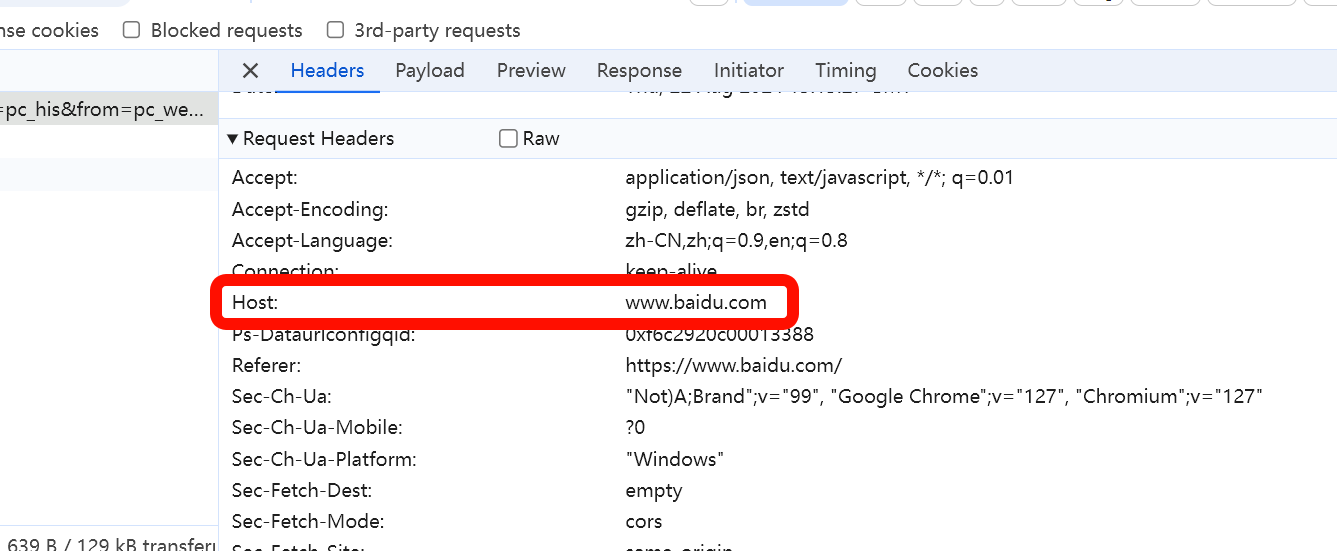 nse cookies Blocked requests 3rd-party requests
Headers Payload Preview Response Initiator Timing Cookies
=pc_his&from=pc_we...
Request Headers Raw
Accept: application/json, text/javascript, */*; q=0.01
Accept-Encoding: gzip, deflate, br, zstd
Accept-Language: zh-CN,zh;q=0.9,en;q=0.8
Connection: keep-alive
Host: www.baidu.com
Ps-Dataurlconfigqid: 0xf6c2920c00013388
Referer: https://www.baidu.com/
Sec-Ch-Ua: "Not)A;Brand";v="99", "Google Chrome";v="127", "Chromium";v="127"
Sec-Ch-Ua-Mobile: ?0
Sec-Ch-Ua-Platform: "Windows"
Sec-Fetch-Dest: empty
Sec-Fetch-Mode: cors
Sec-Fetch-Site: same-origin
639 B / 129 kB transferr